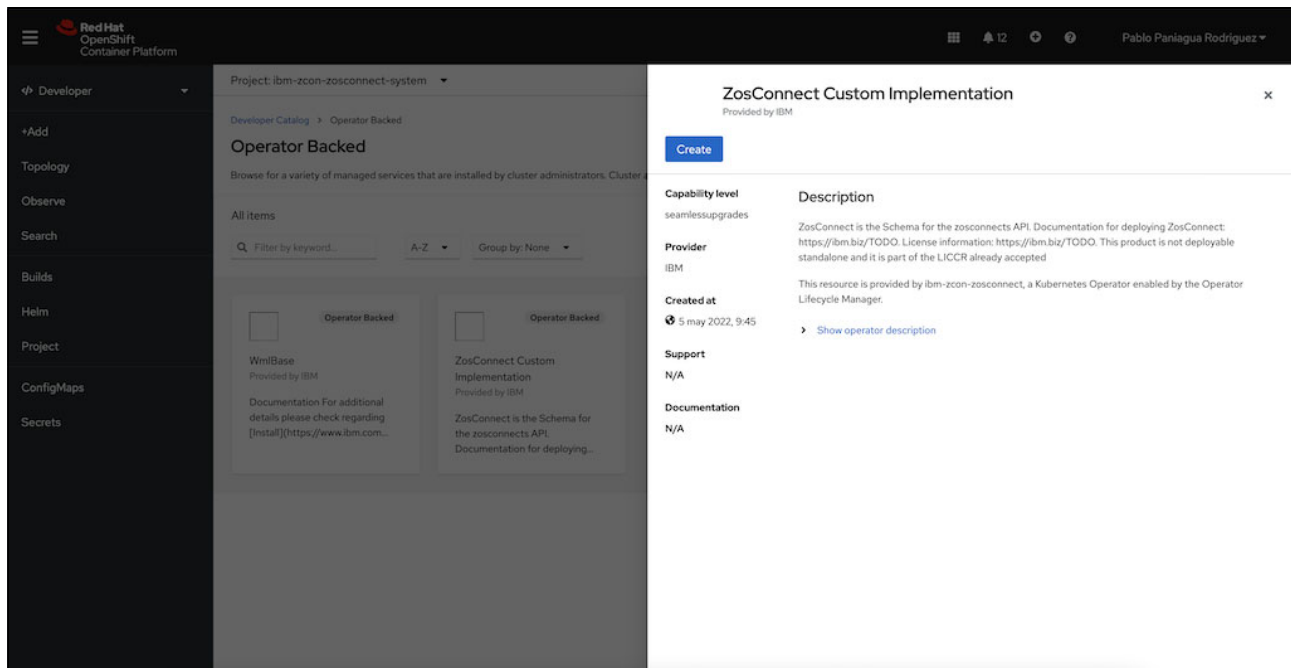 Red Hat
OpenShift
Container Platform
12
Pablo Paniagua Rodriguez
Developer
+Add
Topology
Observe
Search
Builds
Helm
Project
ConfigMaps
Secrets
Project: ibm-zcon-zosconnect-system
Developer Catalog > Operator Backed
Operator Backed
Browse for a variety of managed services that are installed by cluster administrators. Cluster
All items
Filter by keyword...
A-Z
Group by: None
Operator Backed
WmlBase
Provided by IBM
Documentation For additional
details please check regarding
[Install](https://www.ibm.com...
Operator Backed
ZosConnect Custom
Implementation
Provided by IBM
ZosConnect is the Schema for
the zosconnects API.
Documentation for deploying...
ZosConnect Custom Implementation
Provided by IBM
Create
Capability level
seamlessupgrades
Provider
IBM
Created at
5 may 2022, 9:45
Support
N/A
Documentation
N/A
Description
ZosConnect is the Schema for the zosconnects API. Documentation for deploying ZosConnect:
https://ibm.biz/TODO. License information: https://ibm.biz/TODO. This product is not deployable
standalone and it is part of the LICCR already accepted
This resource is provided by ibm-zcon-zosconnect, a Kubernetes Operator enabled by the Operator
Lifecycle Manager.
Show operator description